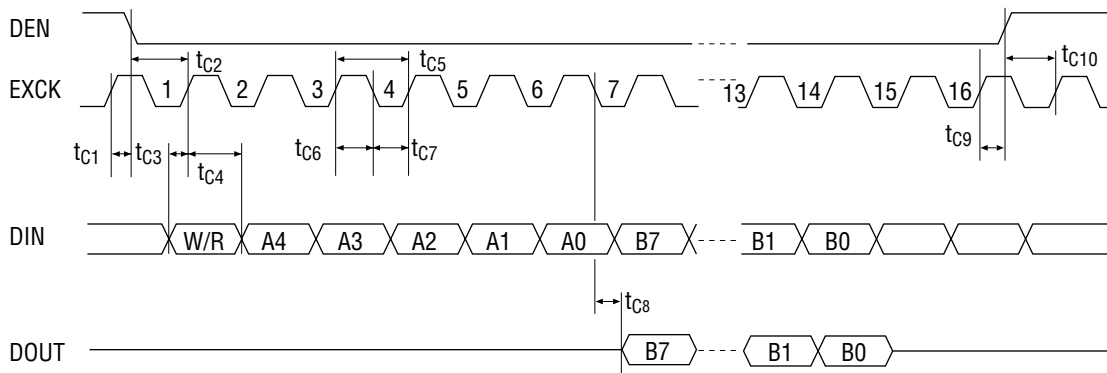 DEN
tC2 tC5 tC10
EXCK 1 2 3 4 5 6 7 13 14 15 16
tC1 tC3 tC4 tC6 tC7 tC9
DIN W/R A4 A3 A2 A1 A0 B7 B1 B0
tC8
DOUT B7 B1 B0